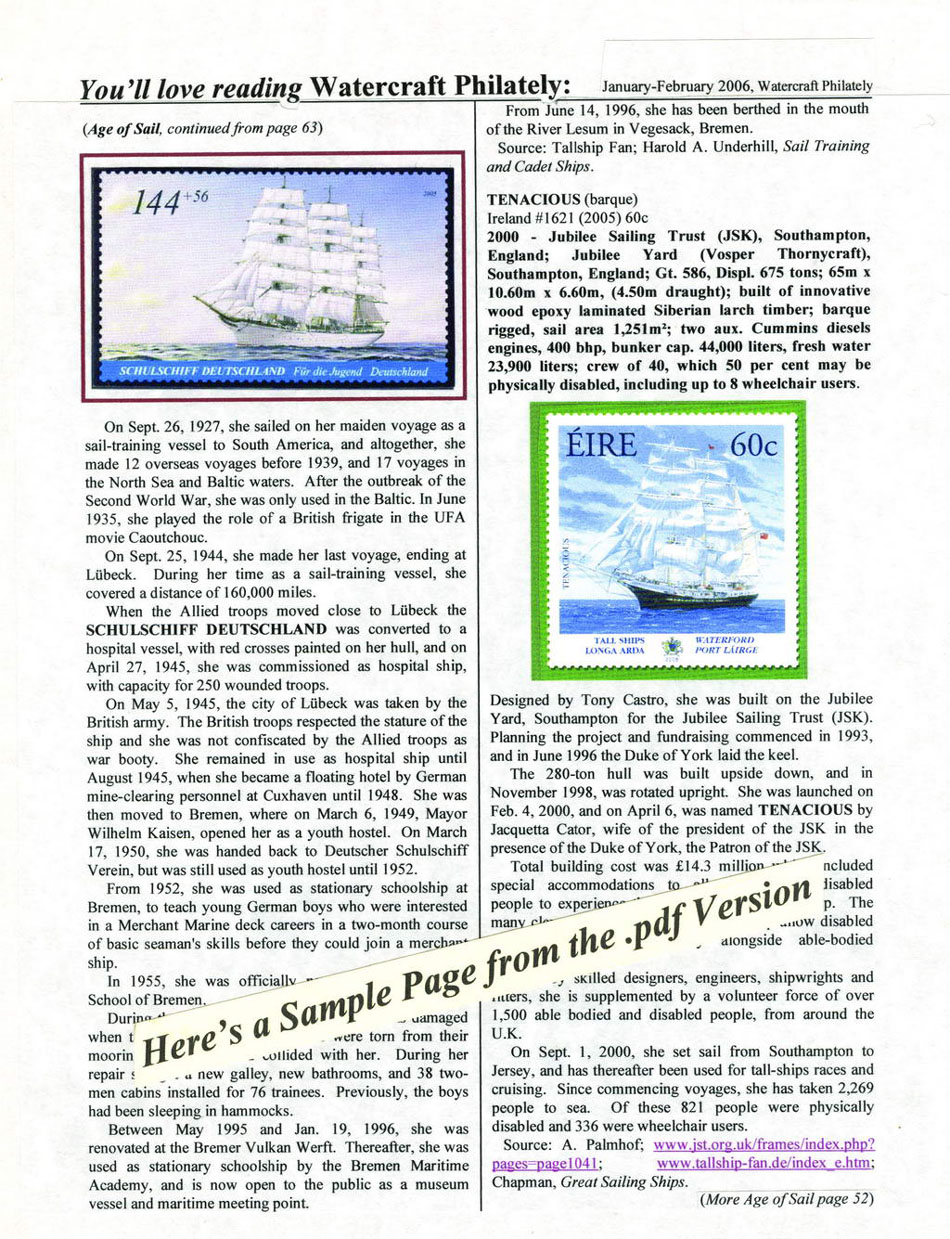 You'll love reading Watercraft Philately:
January-February 2006, Watercraft Philately
(Age of Sail, continued from page 63)
144+56
2005
SCHULSCHIFF DEUTSCHLAND Für die Jugend Deutschland
On Sept. 26, 1927, she sailed on her maiden voyage as a
sail-training vessel to South America, and altogether, she
made 12 overseas voyages before 1939, and 17 voyages in
the North Sea and Baltic waters. After the outbreak of the
Second World War, she was only used in the Baltic. In June
1935, she played the role of a British frigate in the UFA
movie Caoutchouc.
On Sept. 25, 1944, she made her last voyage, ending at
Lübeck. During her time as a sail-training vessel, she
covered a distance of 160,000 miles.
When the Allied troops moved close to Lübeck the
SCHULSCHIFF DEUTSCHLAND was converted to a
hospital vessel, with red crosses painted on her hull, and on
April 27, 1945, she was commissioned as hospital ship,
with capacity for 250 wounded troops.
On May 5, 1945, the city of Lübeck was taken by the
British army. The British troops respected the stature of the
ship and she was not confiscated by the Allied troops as
war booty. She remained in use as hospital ship until
August 1945, when she became a floating hotel by German
mine-clearing personnel at Cuxhaven until 1948. She was
then moved to Bremen, where on March 6, 1949, Mayor
Wilhelm Kaisen, opened her as a youth hostel. On March
17, 1950, she was handed back to Deutscher Schulschiff
Verein, but was still used as youth hostel until 1952.
From 1952, she was used as stationary schoolship at
Bremen, to teach young German boys who were interested
in a Merchant Marine deck careers in a two-month course
of basic seaman's skills before they could join a merchant
ship.
In 1955, she was officially
School of Bremen.
During damaged
when were torn from their
collided with her. During her
repair new galley, new bathrooms, and 38 two-
men cabins installed for 76 trainees. Previously, the boys
had been sleeping in hammocks.
Between May 1995 and Jan. 19, 1996, she was
renovated at the Bremer Vulkan Werft. Thereafter, she was
used as stationary schoolship by the Bremen Maritime
Academy, and is now open to the public as a museum
vessel and maritime meeting point.
Here's a Sample Page from the .pdf Version
From June 14, 1996, she has been berthed in the mouth
of the River Lesum in Vegesack, Bremen.
Source: Tallship Fan; Harold A. Underhill, Sail Training
and Cadet Ships.
TENACIOUS (barque)
Ireland #1621 (2005) 60c
2000 - Jubilee Sailing Trust (JSK), Southampton,
England; Jubilee Yard (Vosper Thornycraft),
Southampton, England; Gt. 586, Displ. 675 tons; 65m x
10.60m x 6.60m, (4.50m draught); built of innovative
wood epoxy laminated Siberian larch timber; barque
rigged, sail area 1,251m²; two aux. Cummins diesels
engines, 400 bhp, bunker cap. 44,000 liters, fresh water
23,900 liters; crew of 40, which 50 per cent may be
physically disabled, including up to 8 wheelchair users.
ÉIRE 60c
TENACIOUS
TALL SHIPS WATERFORD
LONGA ARDA PORT LÁIRGE
Designed by Tony Castro, she was built on the Jubilee
Yard, Southampton for the Jubilee Sailing Trust (JSK).
Planning the project and fundraising commenced in 1993,
and in June 1996 the Duke of York laid the keel.
The 280-ton hull was built upside down, and in
November 1998, was rotated upright. She was launched on
Feb. 4, 2000, and on April 6, was named TENACIOUS by
Jacquetta Cator, wife of the president of the JSK in the
presence of the Duke of York, the Patron of the JSK.
Total building cost was £14.3 million
special accommodations to disabled
people to The
many disabled
alongside able-bodied
skilled designers, engineers, shipwrights and
she is supplemented by a volunteer force of over
1,500 able bodied and disabled people, from around the
U.K.
On Sept. 1, 2000, she set sail from Southampton to
Jersey, and has thereafter been used for tall-ships races and
cruising. Since commencing voyages, she has taken 2,269
people to sea. Of these 821 people were physically
disabled and 336 were wheelchair users.
Source: A. Palmhof; www.jst.org.uk/frames/index.php?
pages=page1041; www.tallship-fan.de/index_e.htm;
Chapman, Great Sailing Ships.
(More Age of Sail page 52)